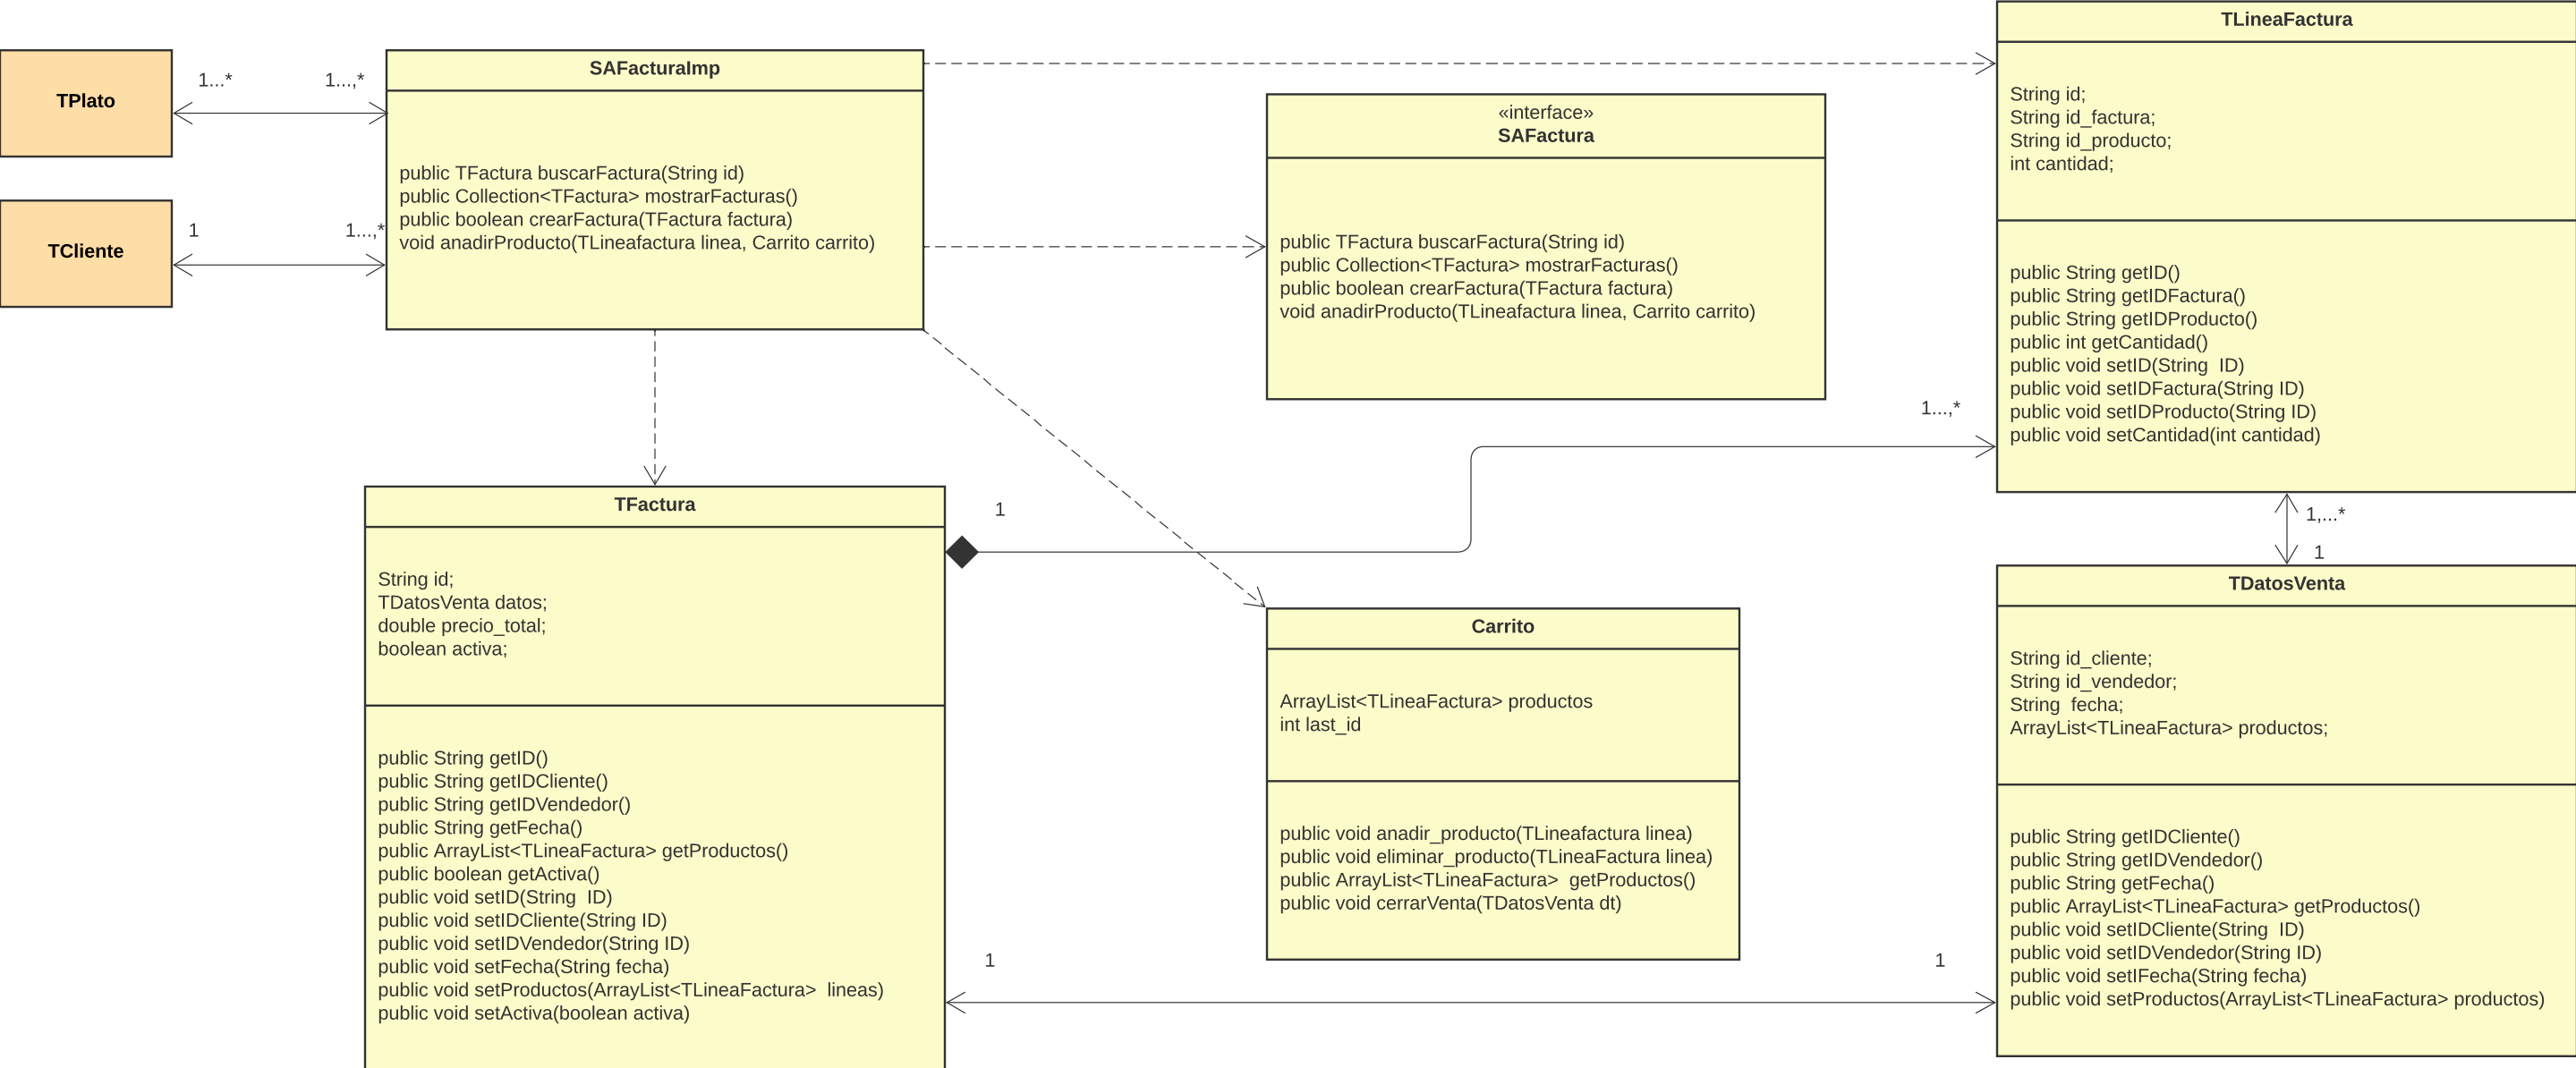 TPlato
1...*
1...,*
TCliente
1
1...,*
SAFacturaImp
public TFactura buscarFactura(String id)
public Collection<TFactura> mostrarFacturas()
public boolean crearFactura(TFactura factura)
void anadirProducto(TLineafactura linea, Carrito carrito)
«interface»
SAFactura
public TFactura buscarFactura(String id)
public Collection<TFactura> mostrarFacturas()
public boolean crearFactura(TFactura factura)
void anadirProducto(TLineafactura linea, Carrito carrito)
TLineaFactura
String id;
String id_factura;
String id_producto;
int cantidad;
public String getID()
public String getIDFactura()
public String getIDProducto()
public int getCantidad()
public void setID(String  ID)
public void setIDFactura(String ID)
public void setIDProducto(String ID)
public void setCantidad(int cantidad)
1...,*
1
1,...*
1
TFactura
String id;
TDatosVenta datos;
double precio_total;
boolean activa;
public String getID()
public String getIDCliente()
public String getIDVendedor()
public String getFecha()
public ArrayList<TLineaFactura> getProductos()
public boolean getActiva()
public void setID(String  ID)
public void setIDCliente(String ID)
public void setIDVendedor(String ID)
public void setFecha(String fecha)
public void setProductos(ArrayList<TLineaFactura>  lineas)
public void setActiva(boolean activa)
Carrito
ArrayList<TLineaFactura> productos
int last_id
public void anadir_producto(TLineafactura linea)
public void eliminar_producto(TLineaFactura linea)
public ArrayList<TLineaFactura>  getProductos()
public void cerrarVenta(TDatosVenta dt)
1
1
TDatosVenta
String id_cliente;
String id_vendedor;
String  fecha;
ArrayList<TLineaFactura> productos;
public String getIDCliente()
public String getIDVendedor()
public String getFecha()
public ArrayList<TLineaFactura> getProductos()
public void setIDCliente(String  ID)
public void setIDVendedor(String ID)
public void setIFecha(String fecha)
public void setProductos(ArrayList<TLineaFactura> productos)